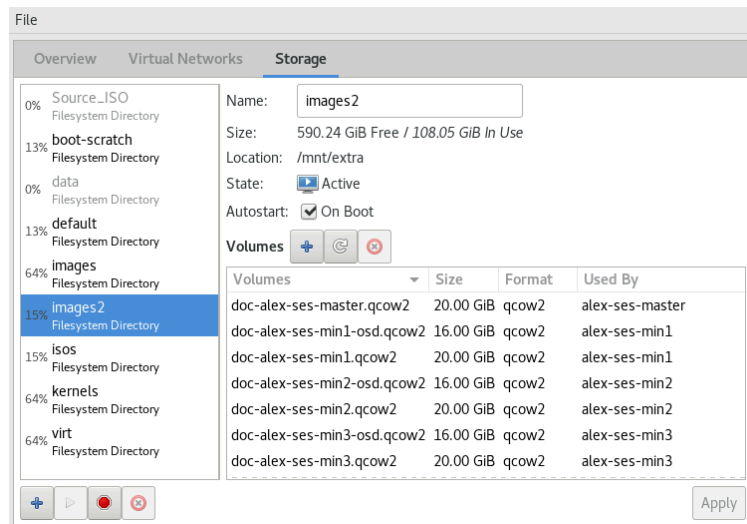 File
Overview Virtual Networks Storage
0% Source_ISO
Filesystem Directory
13% boot-scratch
Filesystem Directory
0% data
Filesystem Directory
13% default
Filesystem Directory
64% images
Filesystem Directory
15% images2
Filesystem Directory
15% isos
Filesystem Directory
64% kernels
Filesystem Directory
64% virt
Filesystem Directory
Name: images2
Size: 590.24 GiB Free / 108.05 GiB In Use
Location: /mnt/extra
State: Active
Autostart: On Boot
Volumes
Volumes Size Format Used By
doc-alex-ses-master.qcow2 20.00 GiB qcow2 alex-ses-master
doc-alex-ses-min1-osd.qcow2 16.00 GiB qcow2 alex-ses-min1
doc-alex-ses-min1.qcow2 20.00 GiB qcow2 alex-ses-min1
doc-alex-ses-min2-osd.qcow2 16.00 GiB qcow2 alex-ses-min2
doc-alex-ses-min2.qcow2 20.00 GiB qcow2 alex-ses-min2
doc-alex-ses-min3-osd.qcow2 16.00 GiB qcow2 alex-ses-min3
doc-alex-ses-min3.qcow2 20.00 GiB qcow2 alex-ses-min3
Apply